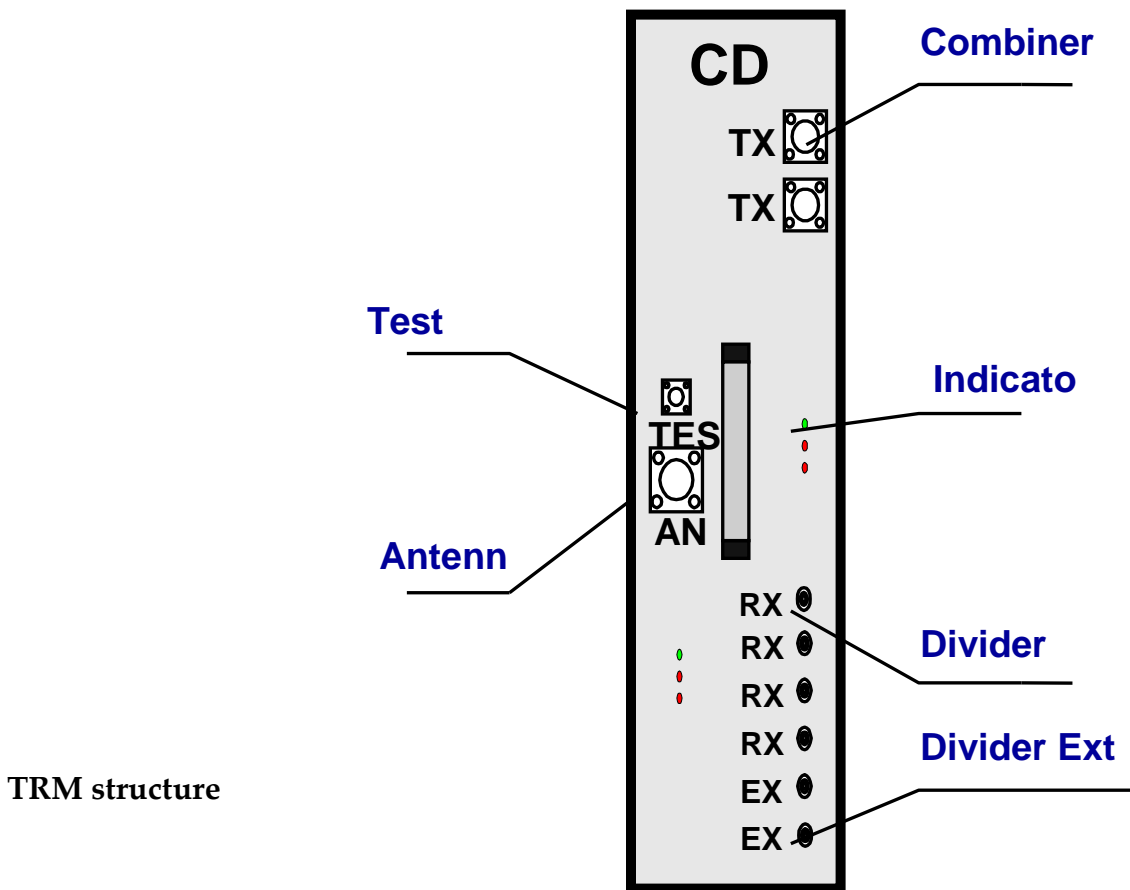 Combiner
CD
TX
TX
Test
Indicato
TES
AN
Antenn
RX
Divider
RX
RX
RX
Divider Ext
TRM structure
EX
EX